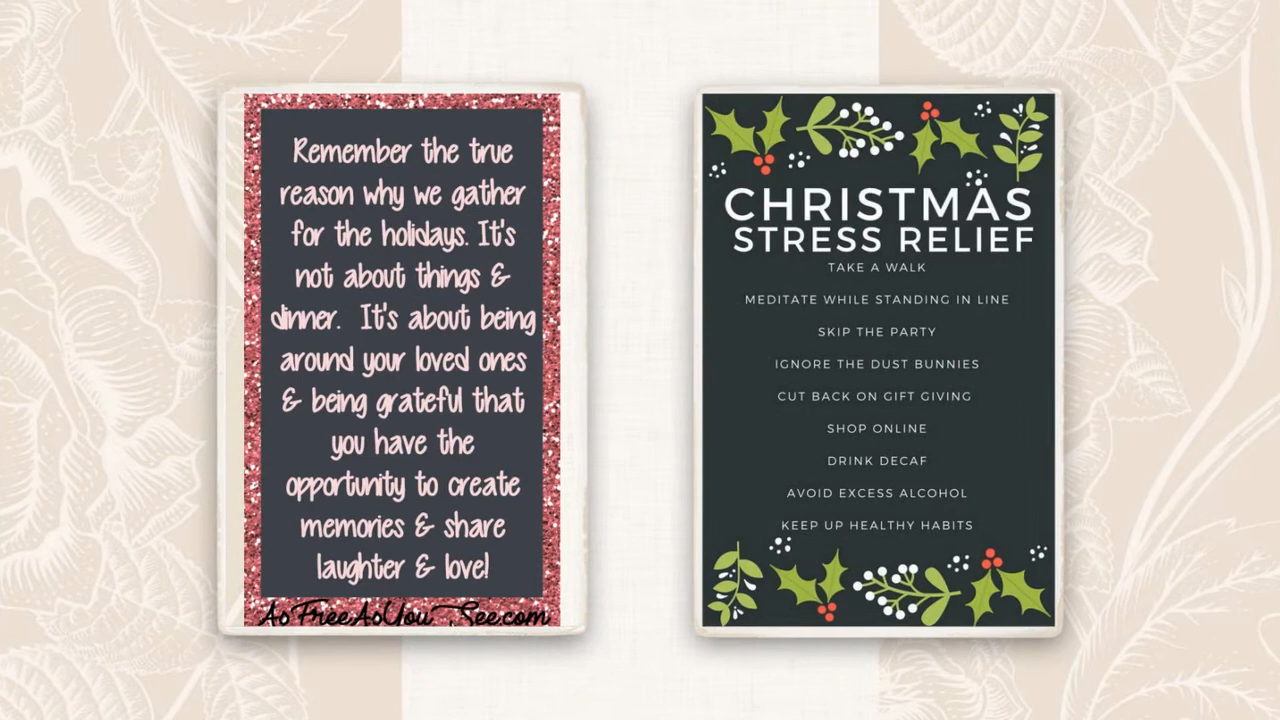 Remember the true
reason why we gather
for the holidays. It's
not about things &
dinner. It's about being
around your loved ones
& being grateful that
you have the
opportunity to create
memories & share
laughter & love!
AsFreeAsYou See.com
CHRISTMAS
STRESS RELIEF
TAKE A WALK
MEDITATE WHILE STANDING IN LINE
SKIP THE PARTY
IGNORE THE DUST BUNNIES
CUT BACK ON GIFT GIVING
SHOP ONLINE
DRINK DECAF
AVOID EXCESS ALCOHOL
KEEP UP HEALTHY HABITS